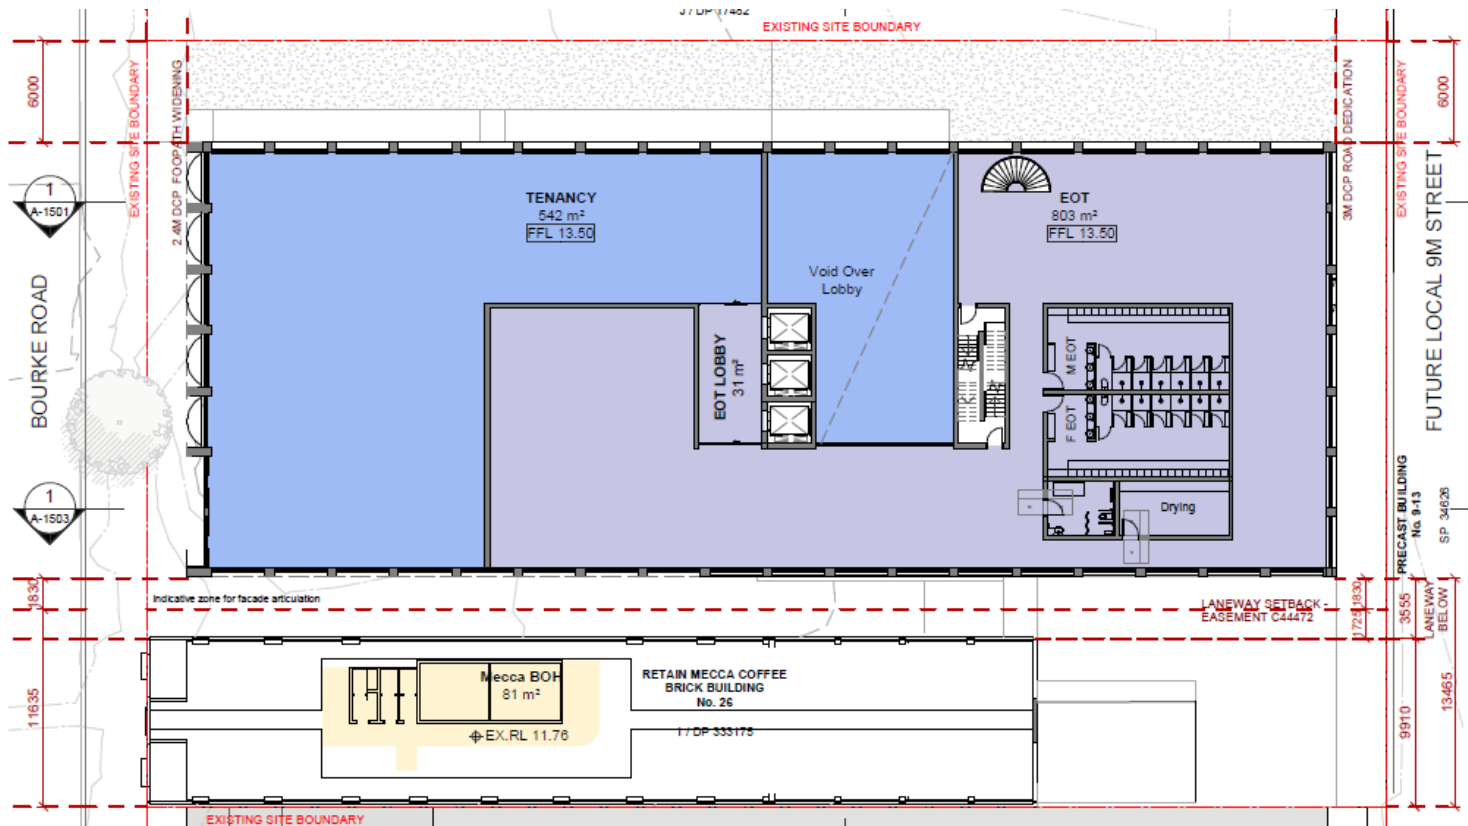 J / DP 17482
EXISTING SITE BOUNDARY
6000
EXISTING SITE BOUNDARY
2.4M DCP FOOPATH WIDENING
3M DCP ROAD DEDICATION
EXISTING SITE BOUNDARY
6000
1
A-1501
TENANCY
542 m²
FFL 13.50
EOT
803 m²
FFL 13.50
Void Over
Lobby
BOURKE ROAD
FUTURE LOCAL 9M STREET
EOT LOBBY
31 m²
M EOT
F EOT
Drying
1
A-1503
PRECAST BUILDING
No. 9-13
SP 34626
1830
Indicative zone for facade articulation
LANEWAY SETBACK -
EASEMENT C44472
1830
1725
3555
LANEWAY
BELOW
11635
Mecca BOH
81 m²
EX.RL 11.76
RETAIN MECCA COFFEE
BRICK BUILDING
No. 26
1 / DP 333175
9910
13465
EXISTING SITE BOUNDARY